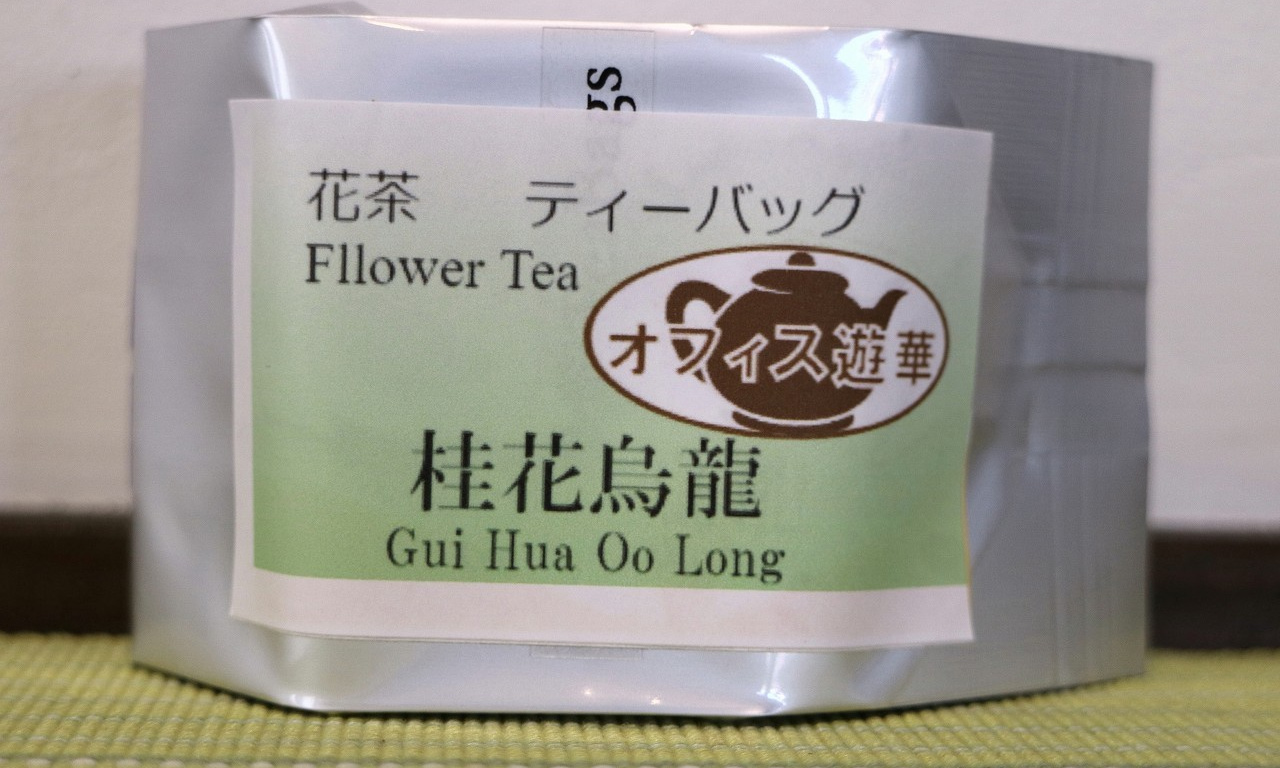 花茶 ティーバッグ
Fllower Tea
オフィス遊華
桂花烏龍
Gui Hua Oo Long